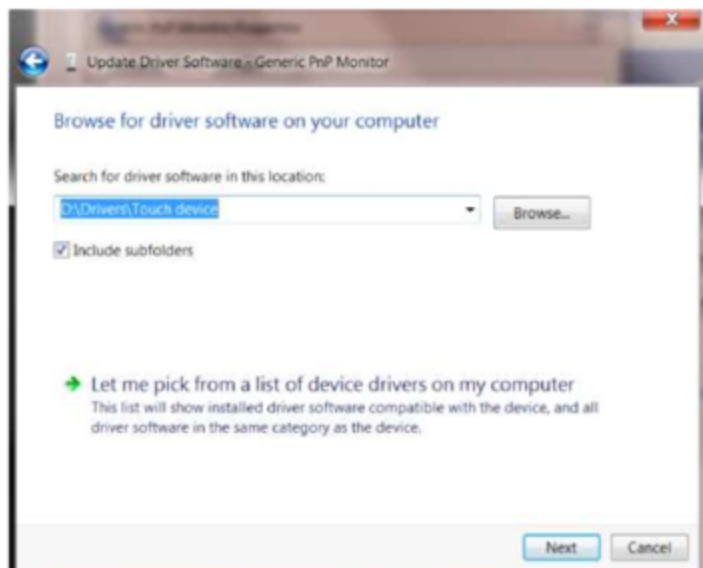 Update Driver Software - Generic PnP Monitor
Browse for driver software on your computer
Search for driver software in this location:
D:\Drivers\Touch device
Browse...
Include subfolders
Let me pick from a list of device drivers on my computer
This list will show installed driver software compatible with the device, and all
driver software in the same category as the device.
Next
Cancel